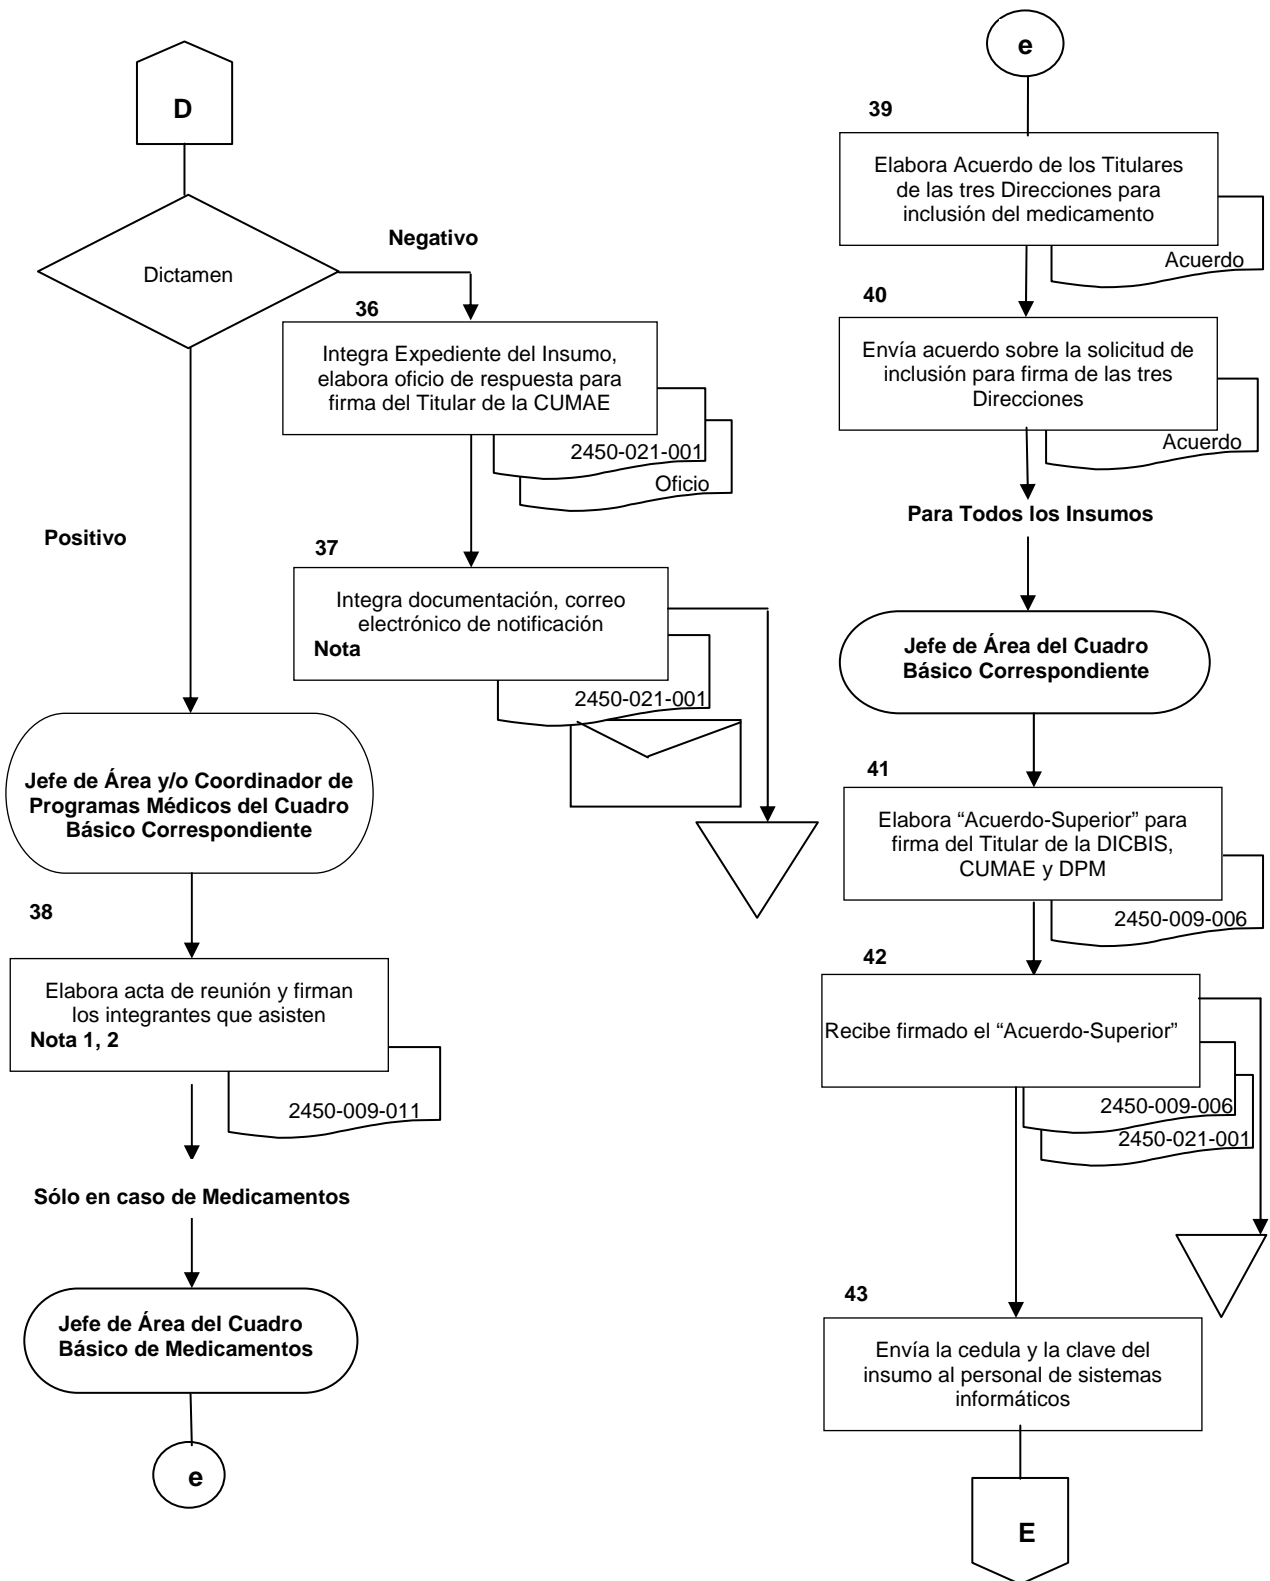 D
Dictamen
Negativo
36
Integra Expediente del Insumo,
elabora oficio de respuesta para
firma del Titular de la CUMAE
2450-021-001
Oficio
Positivo
37
Integra documentación, correo
electrónico de notificación
Nota
2450-021-001
Jefe de Área y/o Coordinador de
Programas Médicos del Cuadro
Básico Correspondiente
38
Elabora acta de reunión y firman
los integrantes que asisten
Nota 1, 2
2450-009-011
Sólo en caso de Medicamentos
Jefe de Área del Cuadro
Básico de Medicamentos
e
e
39
Elabora Acuerdo de los Titulares
de las tres Direcciones para
inclusión del medicamento
Acuerdo
40
Envía acuerdo sobre la solicitud de
inclusión para firma de las tres
Direcciones
Acuerdo
Para Todos los Insumos
Jefe de Área del Cuadro
Básico Correspondiente
41
Elabora “Acuerdo-Superior” para
firma del Titular de la DICBIS,
CUMAE y DPM
2450-009-006
42
Recibe firmado el “Acuerdo-Superior”
2450-009-006
2450-021-001
43
Envía la cedula y la clave del
insumo al personal de sistemas
informáticos
E